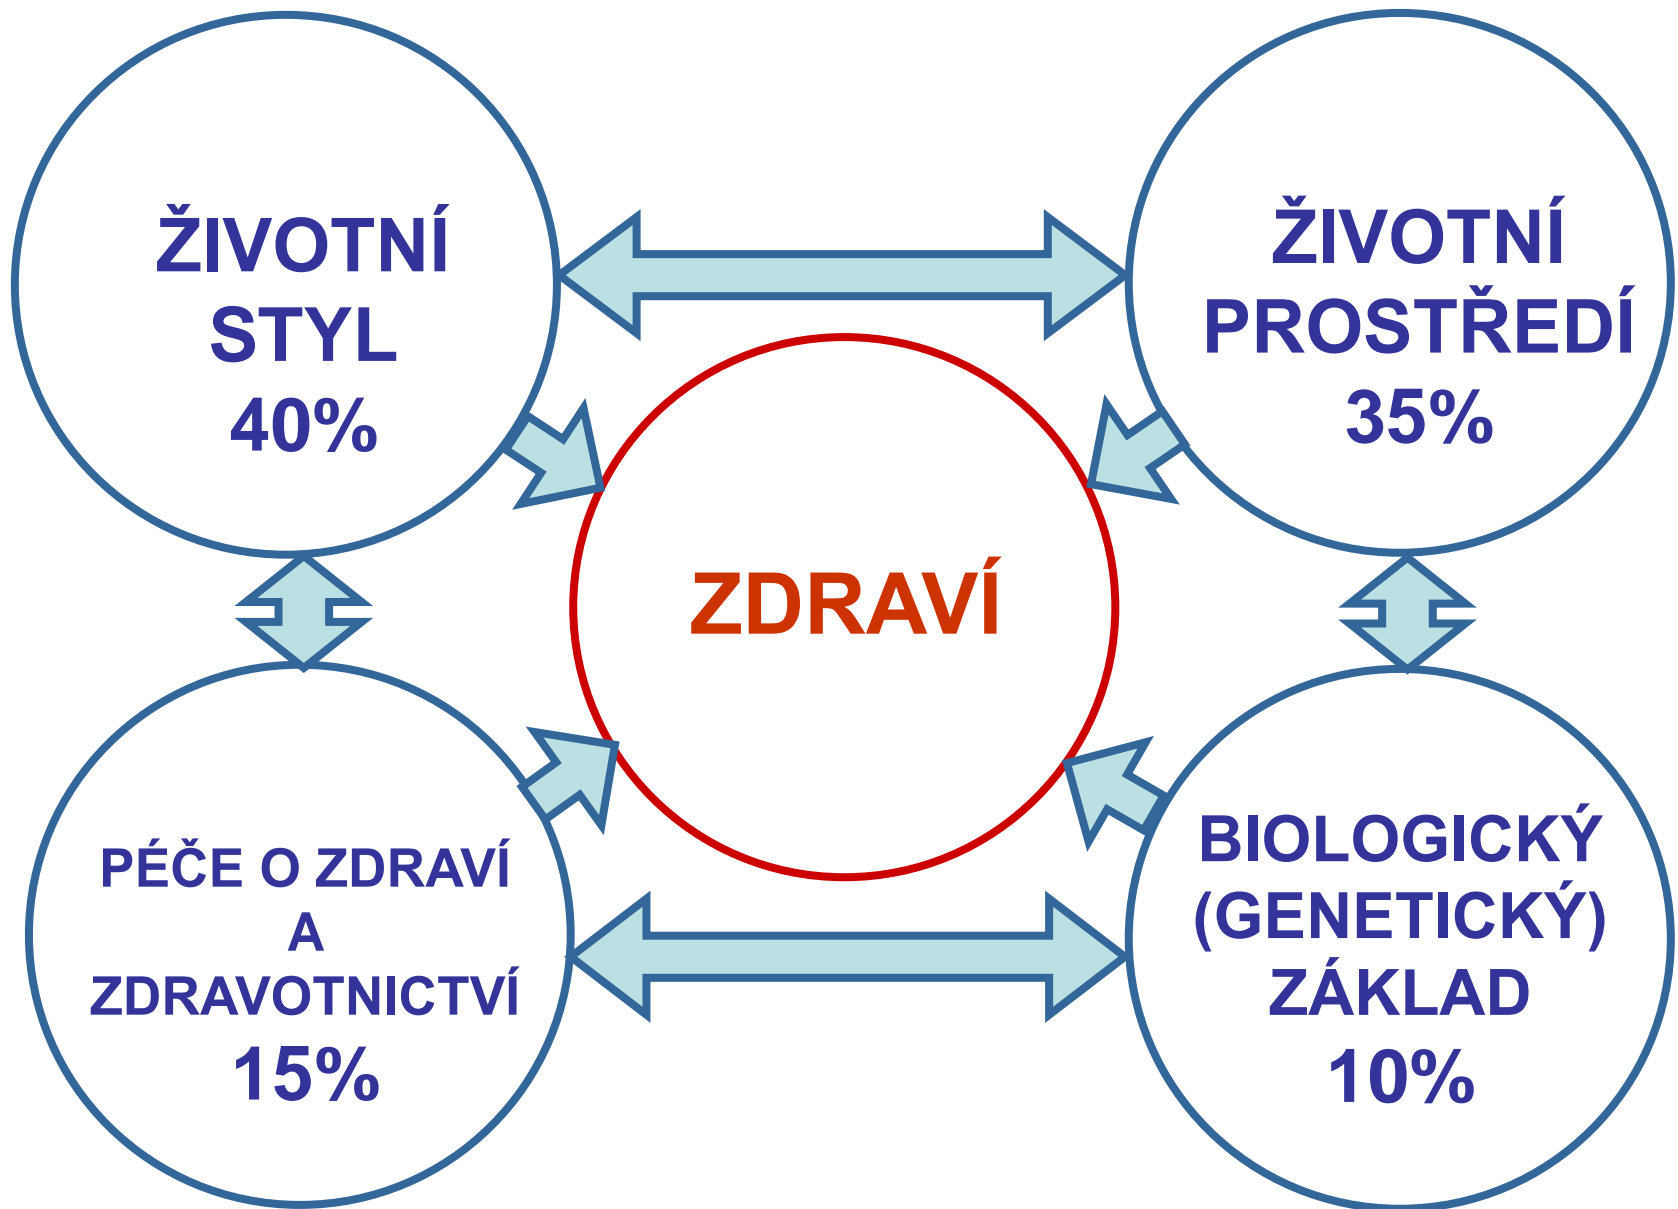 ŽIVOTNÍ
STYL
40%
ŽIVOTNÍ
PROSTŘEDÍ
35%
ZDRAVÍ
PÉČE O ZDRAVÍ
A
ZDRAVOTNICTVÍ
15%
BIOLOGICKÝ
(GENETICKÝ)
ZÁKLAD
10%